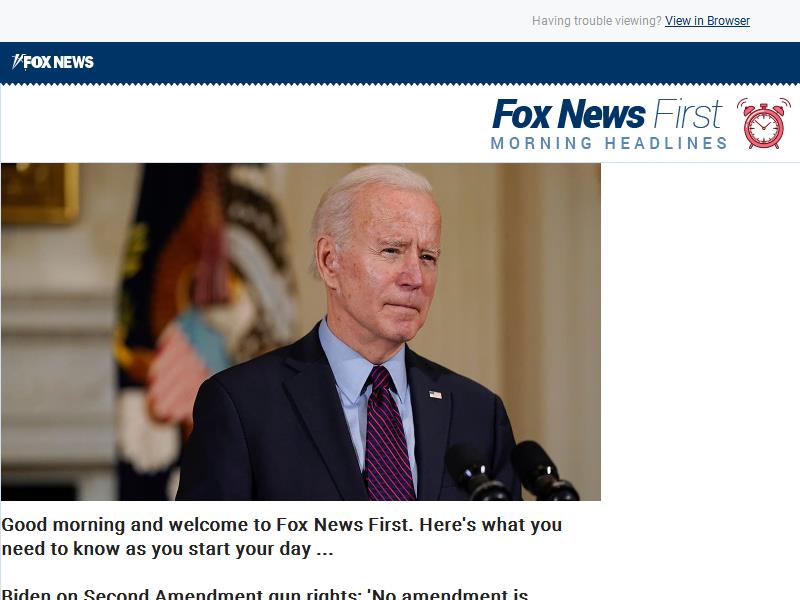 Having trouble viewing? View in Browser
FOX NEWS
Fox News First
MORNING HEADLINES
Good morning and welcome to Fox News First. Here's what you
need to know as you start your day ...
Biden on Second Amendment gun rights: 'No amendment is